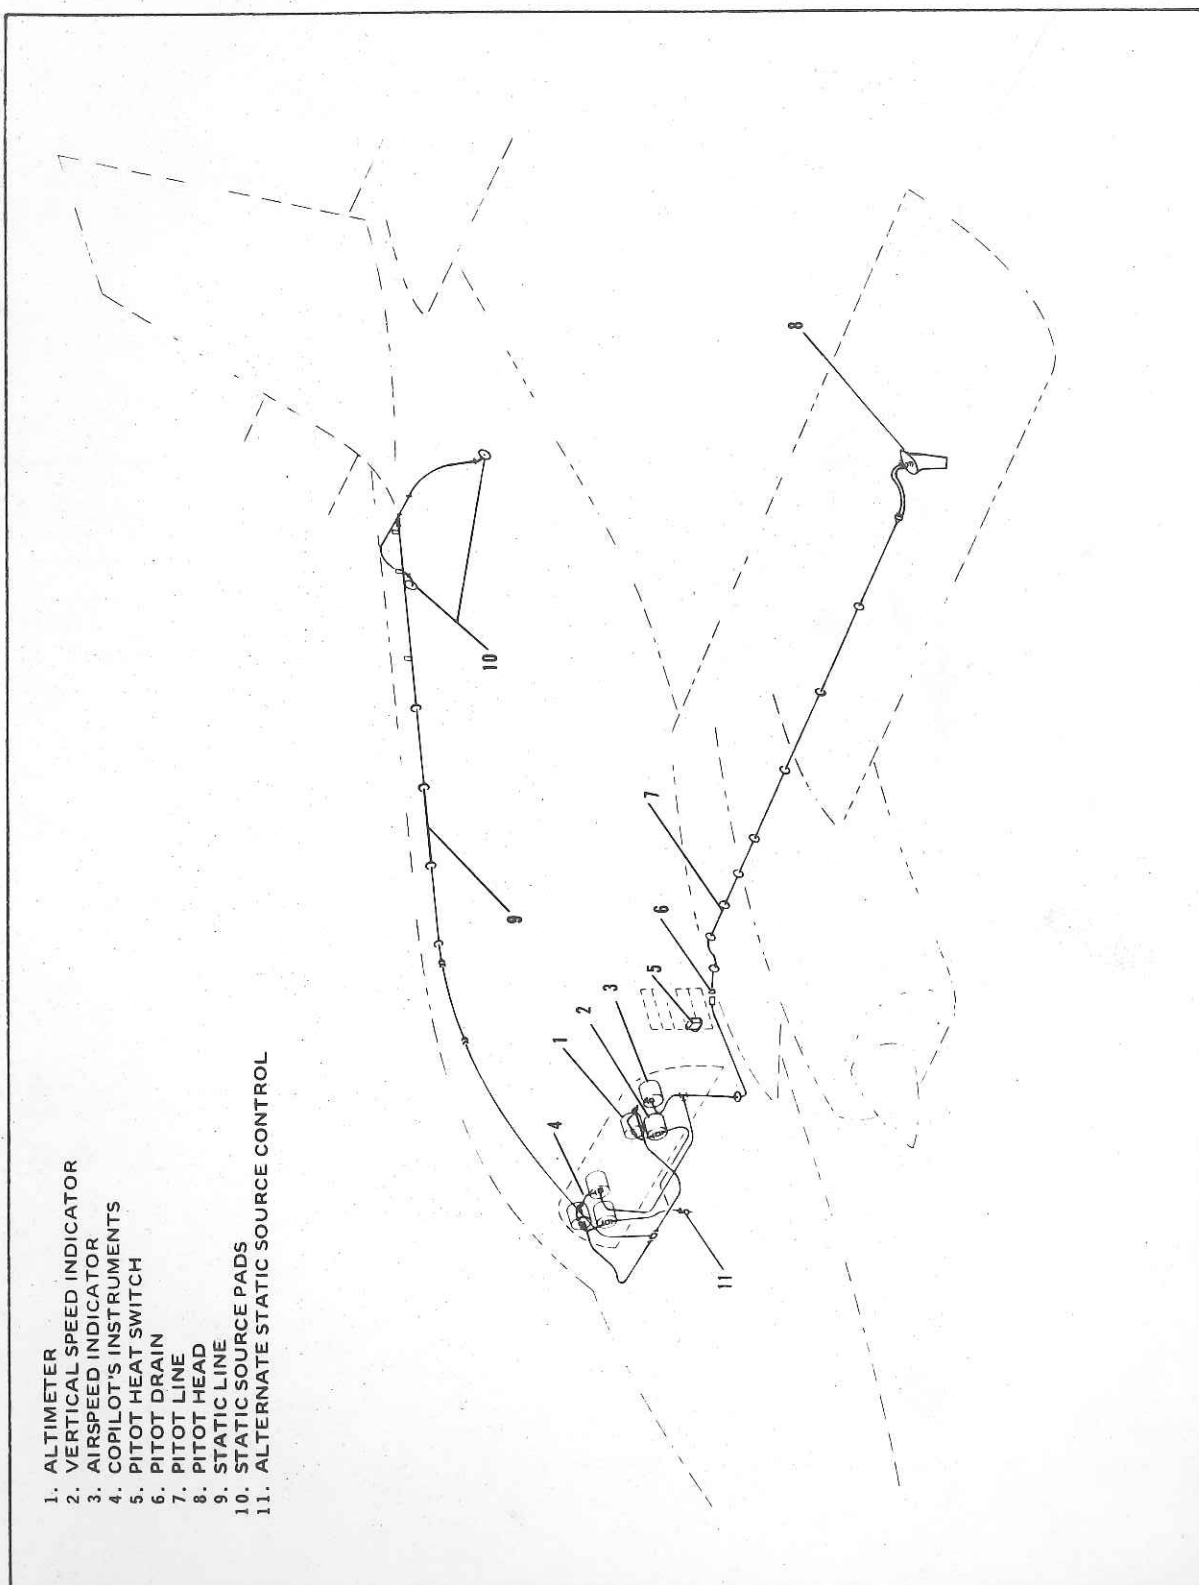 1. ALTIMETER
2. VERTICAL SPEED INDICATOR
3. AIRSPEED INDICATOR
4. COPILOT'S INSTRUMENTS
5. PITOT HEAT SWITCH
6. PITOT DRAIN
7. PITOT LINE
8. PITOT HEAD
9. STATIC LINE
10. STATIC SOURCE PADS
11. ALTERNATE STATIC SOURCE CONTROL
4
1
2
3
5
6
7
8
9
10
11